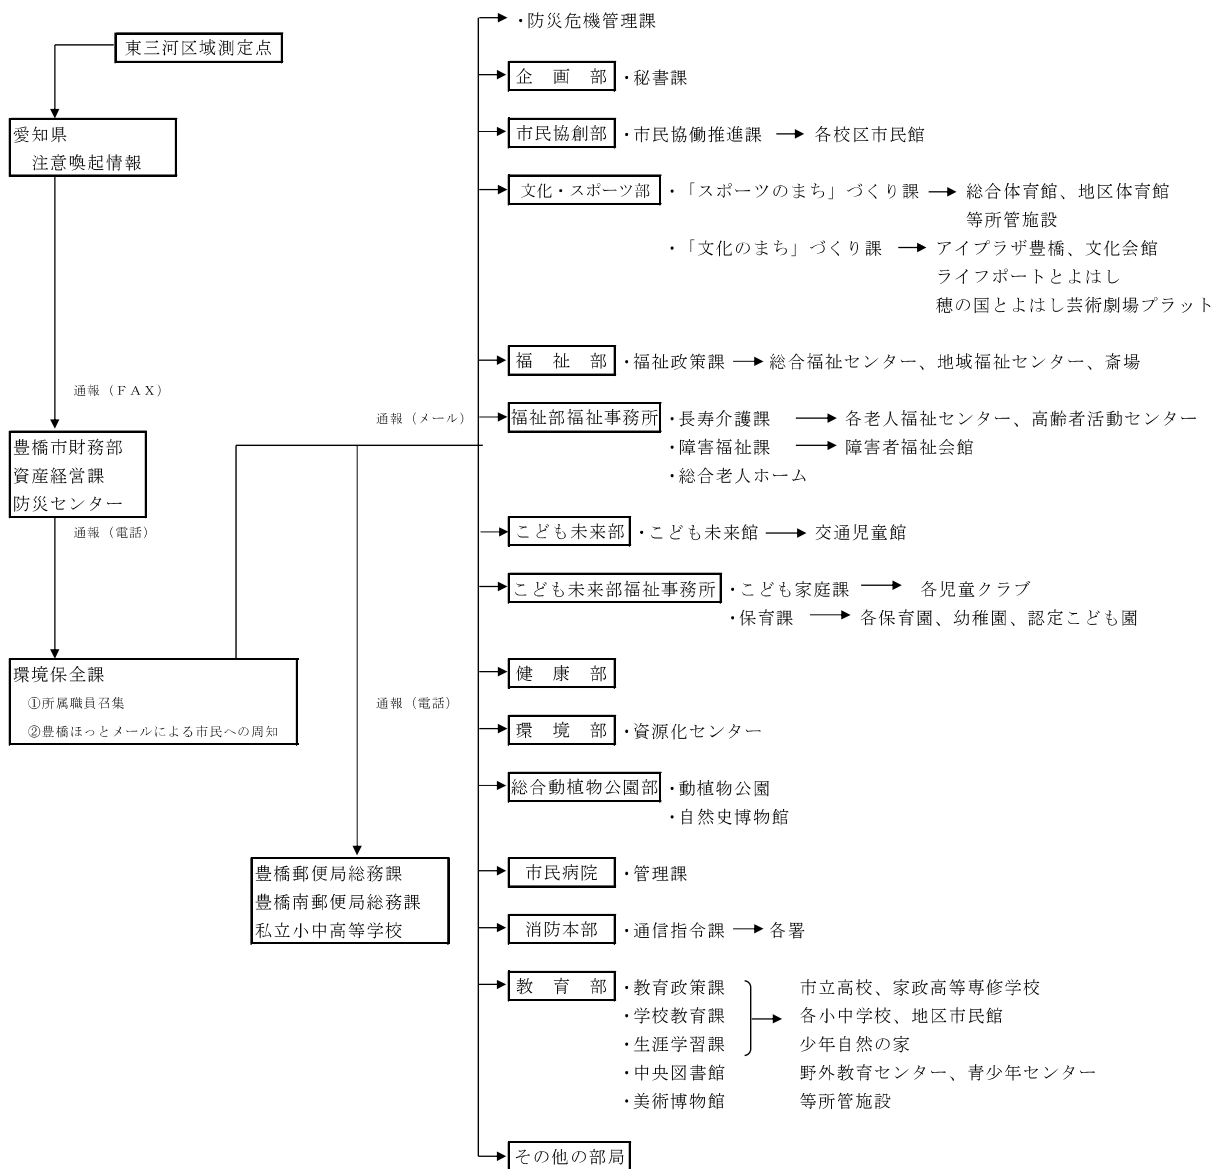 東三河区域測定点
愛知県
注意喚起情報
通報(FAX)
豊橋市財務部
資産経営課
防災センター
通報(電話)
環境保全課
①所属職員召集
②豊橋ほっとメールによる市民への周知
通報(メール)
通報(電話)
豊橋郵便局総務課
豊橋南郵便局総務課
私立小中高等学校
・防災危機管理課
企 画 部 ・秘書課
市民協創部 ・市民協働推進課 各校区市民館
文化・スポーツ部 ・「スポーツのまち」づくり課 総合体育館、地区体育館
等所管施設
・「文化のまち」づくり課 アイプラザ豊橋、文化会館
ライフポートとよはし
穂の国とよはし芸術劇場プラット
福 祉 部 ・福祉政策課 総合福祉センター、地域福祉センター、斎場
福祉部福祉事務所 ・長寿介護課 各老人福祉センター、高齢者活動センター
・障害福祉課 障害者福祉会館
・総合老人ホーム
こども未来部 ・こども未来館 交通児童館
こども未来部福祉事務所 ・こども家庭課 各児童クラブ
・保育課 各保育園、幼稚園、認定こども園
健 康 部
環 境 部 ・資源化センター
総合動植物公園部 ・動植物公園
・自然史博物館
市民病院 ・管理課
消防本部 ・通信指令課 各署
教 育 部 ・教育政策課 市立高校、家政高等専修学校
・学校教育課 各小中学校、地区市民館
・生涯学習課 少年自然の家
・中央図書館 野外教育センター、青少年センター
・美術博物館 等所管施設
その他の部局